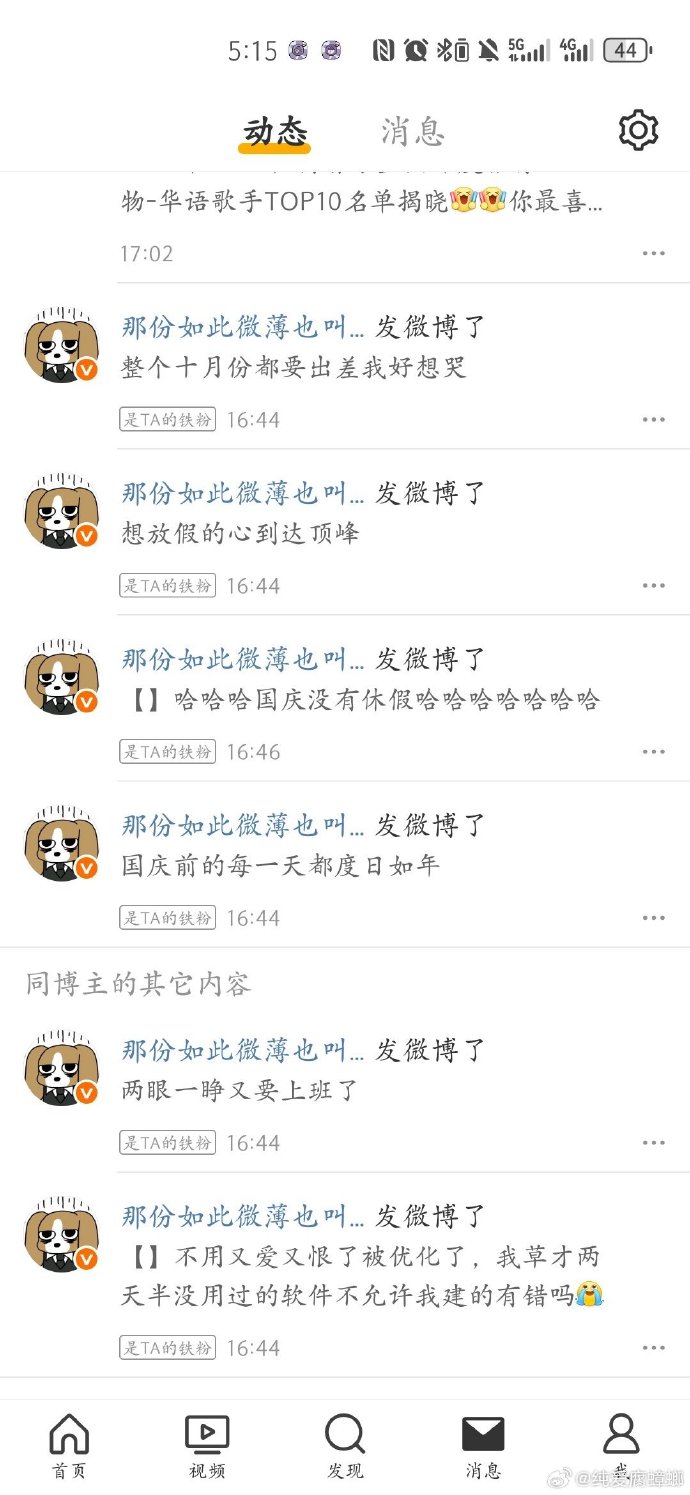 5:15 5G 4G 44
动态 消息
物-华语歌手TOP10名单揭晓🥳🥳你最喜...
17:02
那份如此微薄也叫... 发微博了
整个十月份都要出差我好想哭
是TA的铁粉 16:44
那份如此微薄也叫... 发微博了
想放假的心到达顶峰
是TA的铁粉 16:44
那份如此微薄也叫... 发微博了
【】哈哈哈国庆没有休假哈哈哈哈哈哈哈
是TA的铁粉 16:46
那份如此微薄也叫... 发微博了
国庆前的每一天都度日如年
是TA的铁粉 16:44
同博主的其它内容
那份如此微薄也叫... 发微博了
两眼一睁又要上班了
是TA的铁粉 16:44
那份如此微薄也叫... 发微博了
【】不用又爱又恨了被优化了，我草才两
天半没用过的软件不允许我建的有错吗😭
是TA的铁粉 16:44
首页 视频 发现 消息 我
@纯爱腐蟑螂